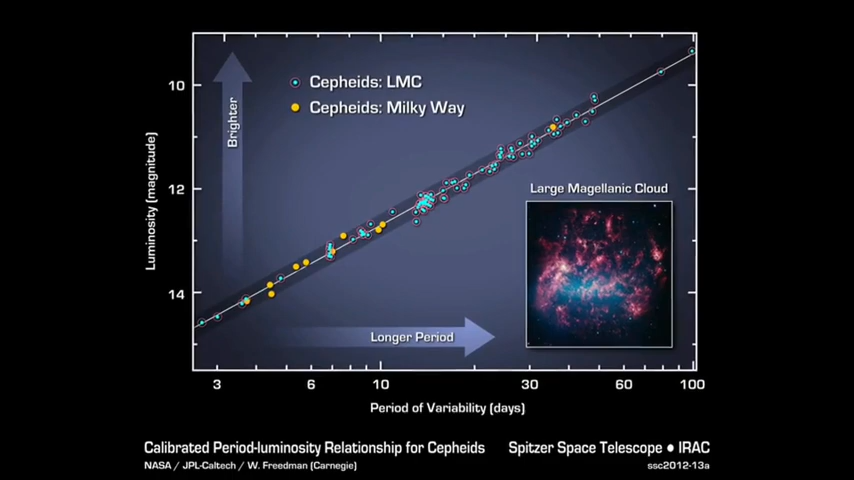 Cepheids: LMC
Cepheids: Milky Way
Brighter
Luminosity (magnitude)
10
12
14
Large Magellanic Cloud
Longer Period
3 6 10 30 60 100
Period of Variability (days)
Calibrated Period-luminosity Relationship for Cepheids Spitzer Space Telescope ● IRAC
NASA / JPL-Caltech / W. Freedman (Carnegie) ssc2012-13a